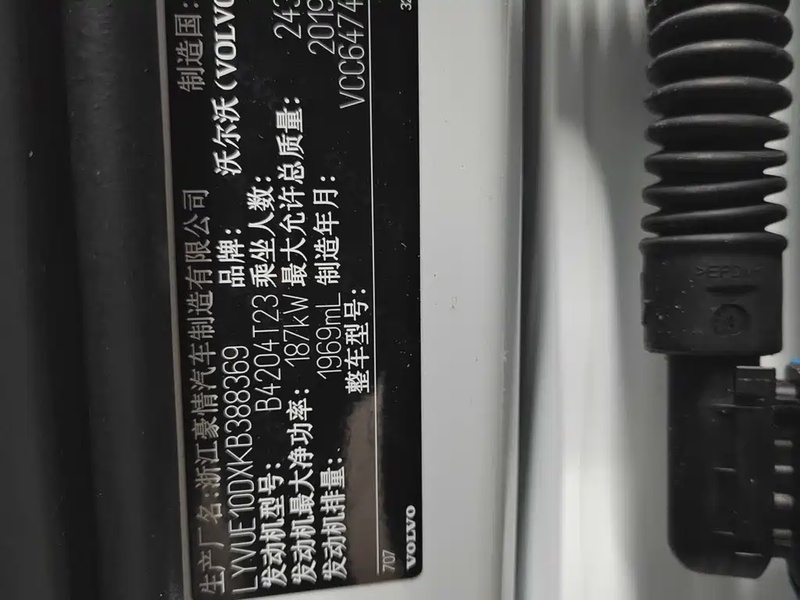 生产厂名:浙江豪情汽车制造有限公司 制造国:
LYVUE10DXKB388369 品牌: 沃尔沃(VOLVO
发动机型号: B4204T23 乘坐人数:
发动机最大净功率: 187kW 最大允许总质量: 243
发动机排量: 1969mL 制造年月: 2019
整车型号: VCC6474
707 32
VOLVO
>EPDM<